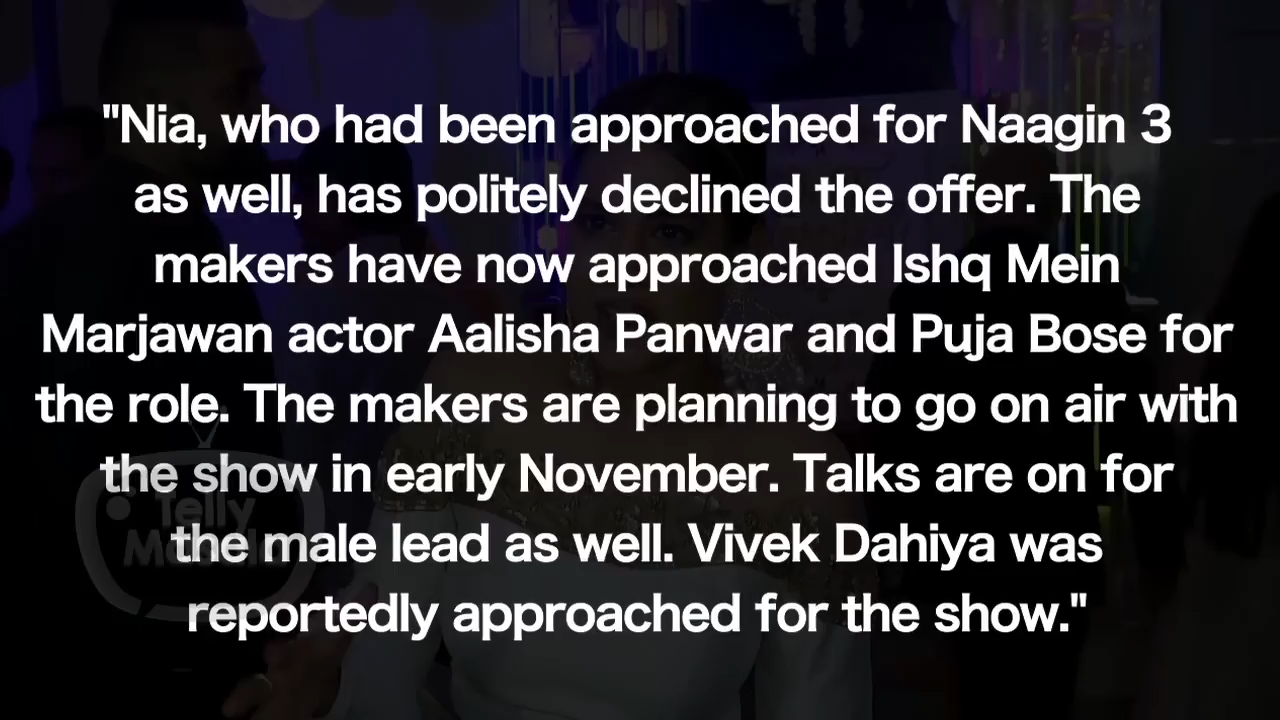 "Nia, who had been approached for Naagin 3
as well, has politely declined the offer. The
makers have now approached Ishq Mein
Marjawan actor Aalisha Panwar and Puja Bose for
the role. The makers are planning to go on air with
the show in early November. Talks are on for
the male lead as well. Vivek Dahiya was
reportedly approached for the show."
Telly
Masala